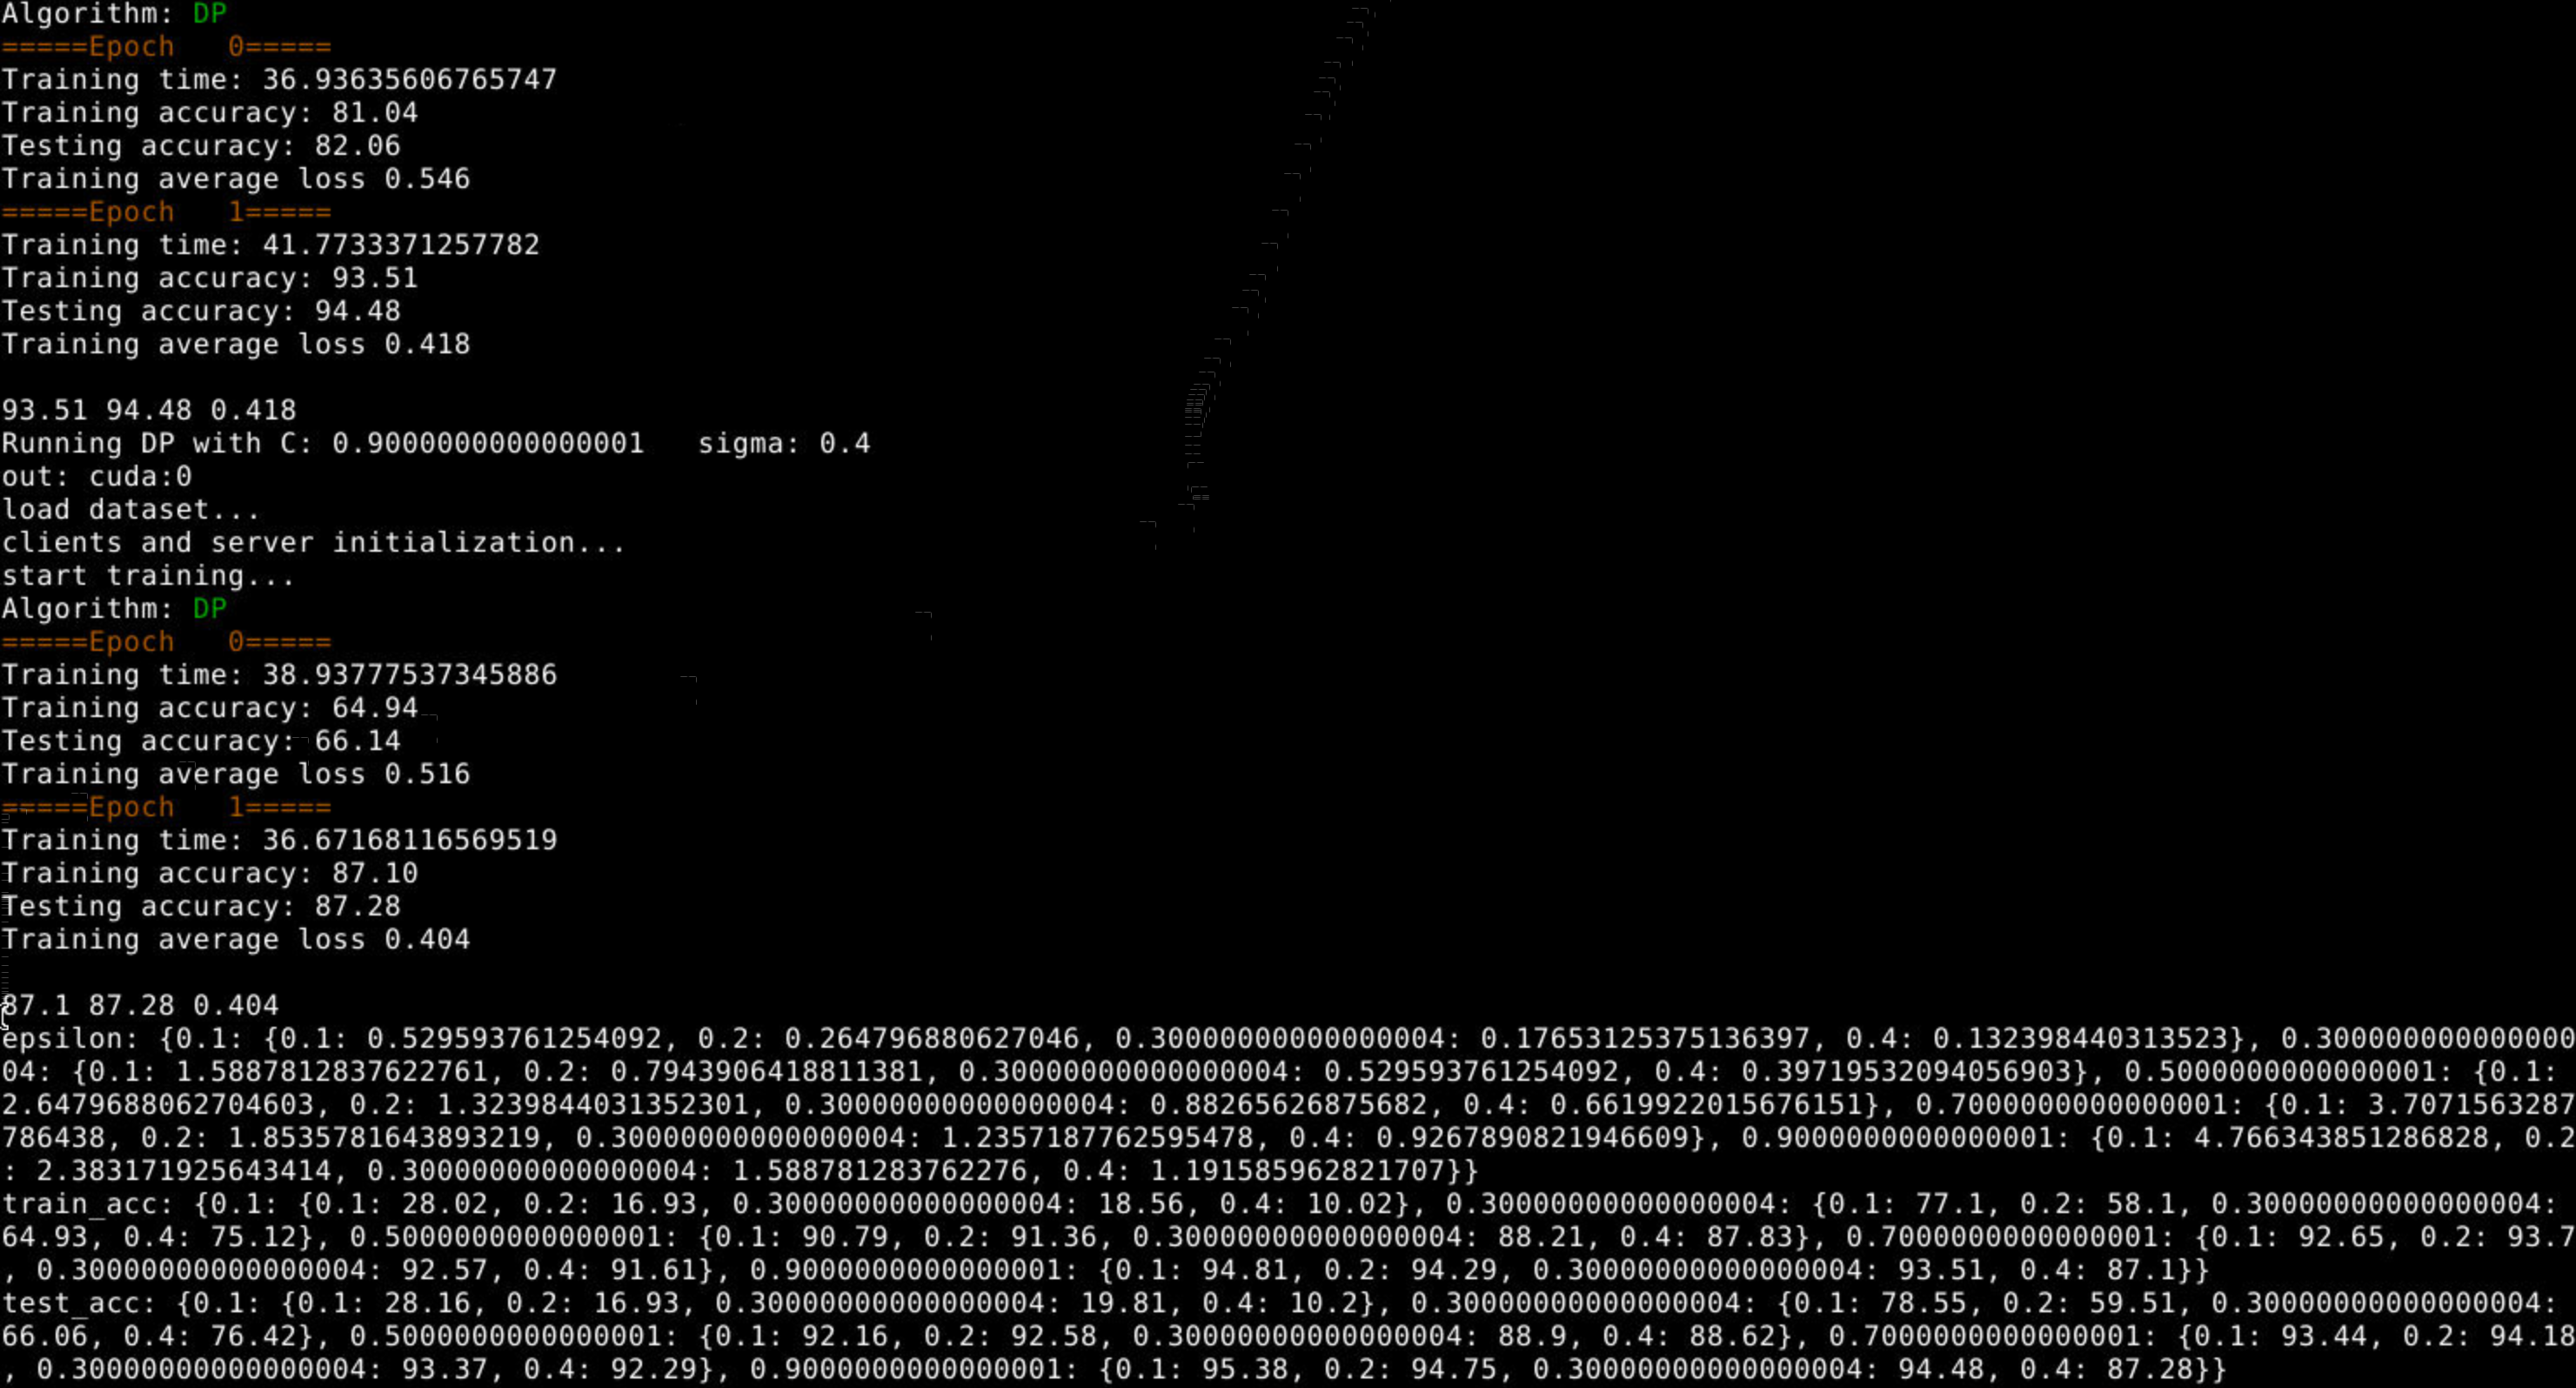 Algorithm: DP
=====Epoch   0=====
Training time: 36.93635606765747
Training accuracy: 81.04
Testing accuracy: 82.06
Training average loss 0.546
=====Epoch   1=====
Training time: 41.7733371257782
Training accuracy: 93.51
Testing accuracy: 94.48
Training average loss 0.418
93.51 94.48 0.418
Running DP with C: 0.9000000000000001   sigma: 0.4
out: cuda:0
load dataset...
clients and server initialization...
start training...
Algorithm: DP
=====Epoch   0=====
Training time: 38.93777537345886
Training accuracy: 64.94
Testing accuracy: 66.14
Training average loss 0.516
=====Epoch   1=====
Training time: 36.67168116569519
Training accuracy: 87.10
Testing accuracy: 87.28
Training average loss 0.404
87.1 87.28 0.404
epsilon: {0.1: {0.1: 0.529593761254092, 0.2: 0.264796880627046, 0.30000000000000004: 0.17653125375136397, 0.4: 0.132398440313523}, 0.300000000000000
04: {0.1: 1.5887812837622761, 0.2: 0.7943906418811381, 0.30000000000000004: 0.529593761254092, 0.4: 0.39719532094056903}, 0.5000000000000001: {0.1:
2.6479688062704603, 0.2: 1.3239844031352301, 0.30000000000000004: 0.88265626875682, 0.4: 0.6619922015676151}, 0.7000000000000001: {0.1: 3.7071563287
786438, 0.2: 1.8535781643893219, 0.30000000000000004: 1.2357187762595478, 0.4: 0.9267890821946609}, 0.9000000000000001: {0.1: 4.766343851286828, 0.2
: 2.383171925643414, 0.30000000000000004: 1.588781283762276, 0.4: 1.191585962821707}}
train_acc: {0.1: {0.1: 28.02, 0.2: 16.93, 0.30000000000000004: 18.56, 0.4: 10.02}, 0.30000000000000004: {0.1: 77.1, 0.2: 58.1, 0.30000000000000004:
64.93, 0.4: 75.12}, 0.5000000000000001: {0.1: 90.79, 0.2: 91.36, 0.30000000000000004: 88.21, 0.4: 87.83}, 0.7000000000000001: {0.1: 92.65, 0.2: 93.7
, 0.30000000000000004: 92.57, 0.4: 91.61}, 0.9000000000000001: {0.1: 94.81, 0.2: 94.29, 0.30000000000000004: 93.51, 0.4: 87.1}}
test_acc: {0.1: {0.1: 28.16, 0.2: 16.93, 0.30000000000000004: 19.81, 0.4: 10.2}, 0.30000000000000004: {0.1: 78.55, 0.2: 59.51, 0.30000000000000004:
66.06, 0.4: 76.42}, 0.5000000000000001: {0.1: 92.16, 0.2: 92.58, 0.30000000000000004: 88.9, 0.4: 88.62}, 0.7000000000000001: {0.1: 93.44, 0.2: 94.18
, 0.30000000000000004: 93.37, 0.4: 92.29}, 0.9000000000000001: {0.1: 95.38, 0.2: 94.75, 0.30000000000000004: 94.48, 0.4: 87.28}}